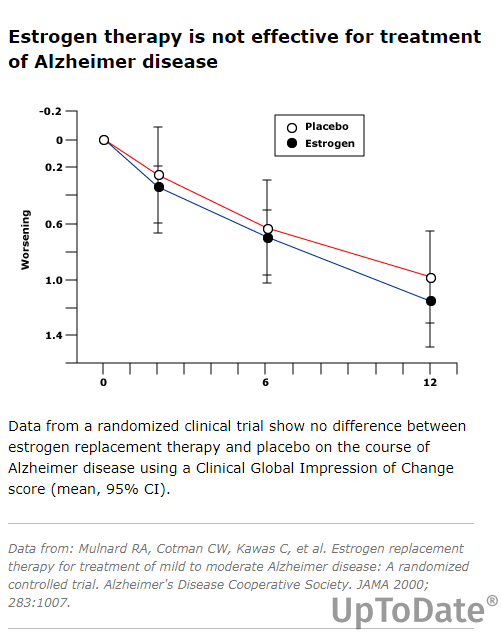 Estrogen therapy is not effective for treatment
of Alzheimer disease
-0.2
0
0.2
0.6
1.0
1.4
Worsening
Placebo
Estrogen
0 6 12
Data from a randomized clinical trial show no difference between
estrogen replacement therapy and placebo on the course of
Alzheimer disease using a Clinical Global Impression of Change
score (mean, 95% CI).
Data from: Mulnard RA, Cotman CW, Kawas C, et al. Estrogen replacement
therapy for treatment of mild to moderate Alzheimer disease: A randomized
controlled trial. Alzheimer's Disease Cooperative Society. JAMA 2000;
283:1007.
UpToDate®